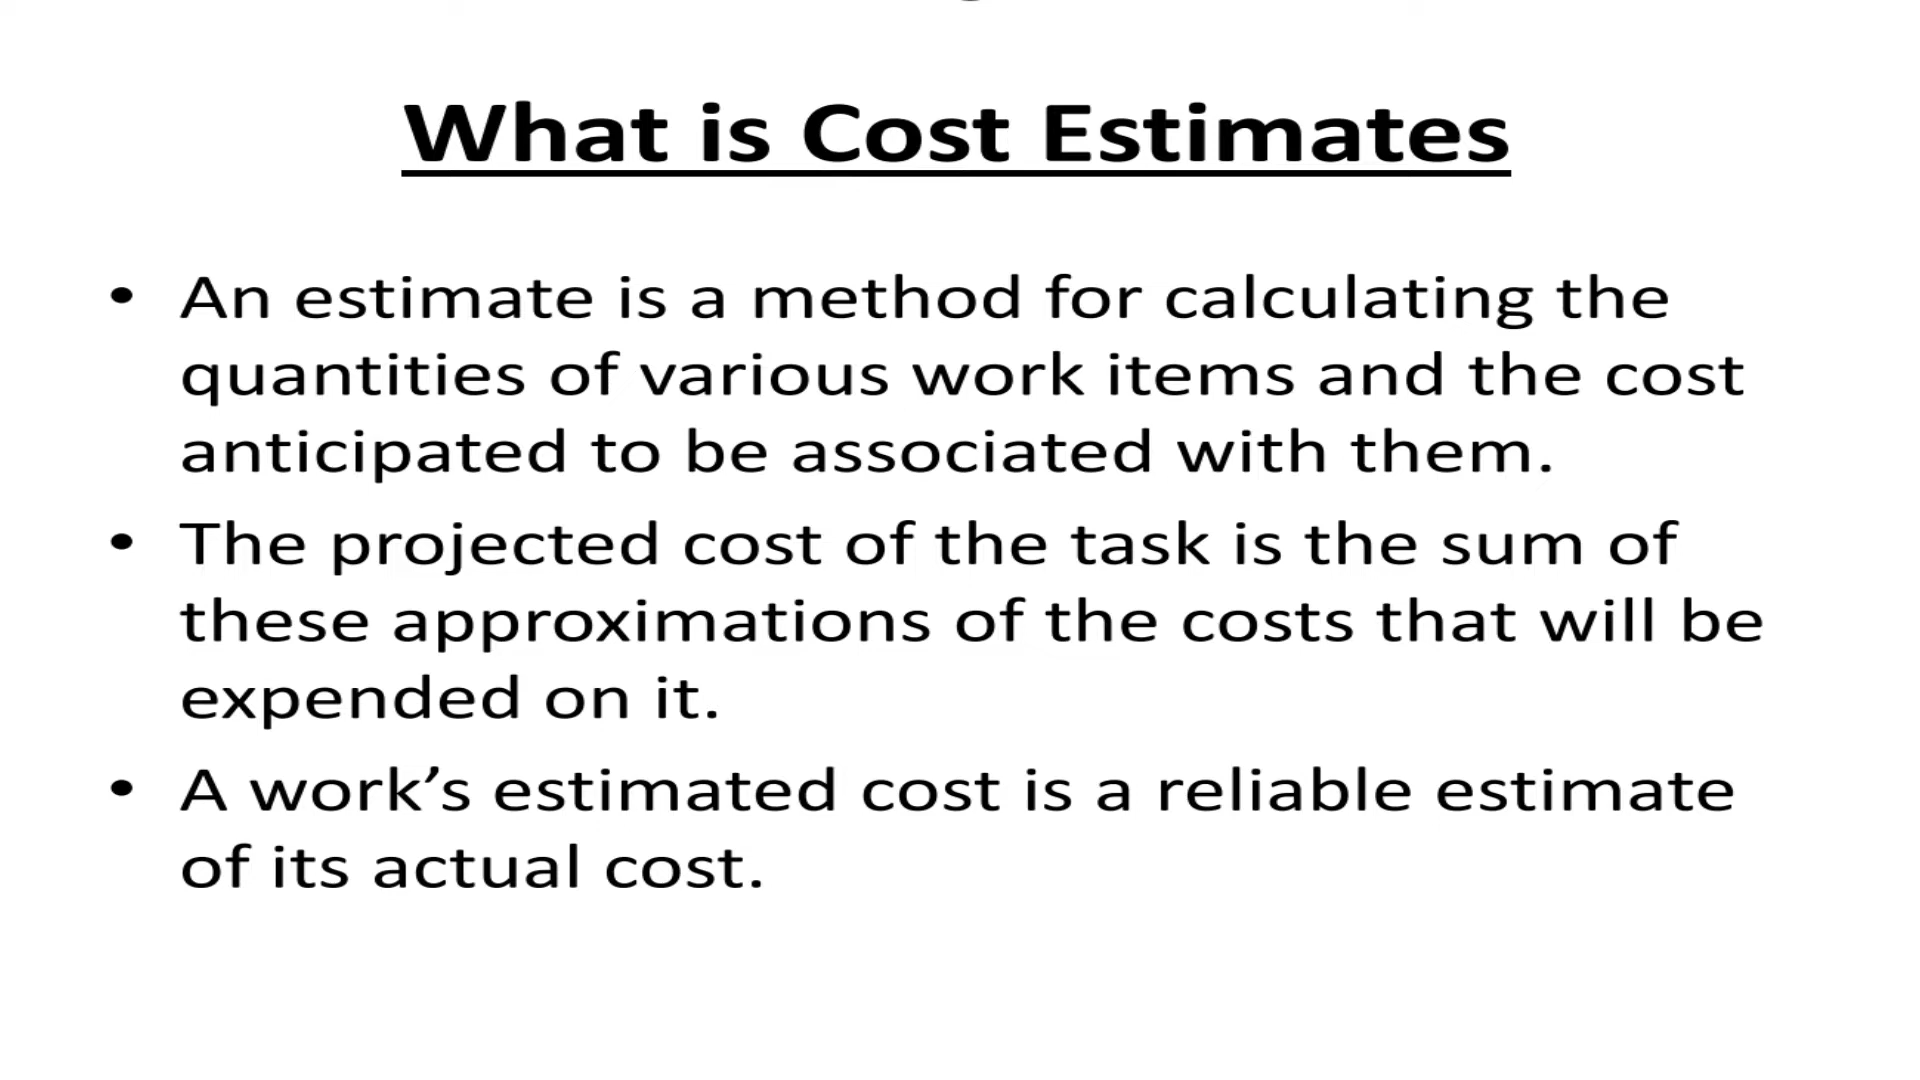 What is Cost Estimates
• An estimate is a method for calculating the
quantities of various work items and the cost
anticipated to be associated with them.
• The projected cost of the task is the sum of
these approximations of the costs that will be
expended on it.
• A work’s estimated cost is a reliable estimate
of its actual cost.